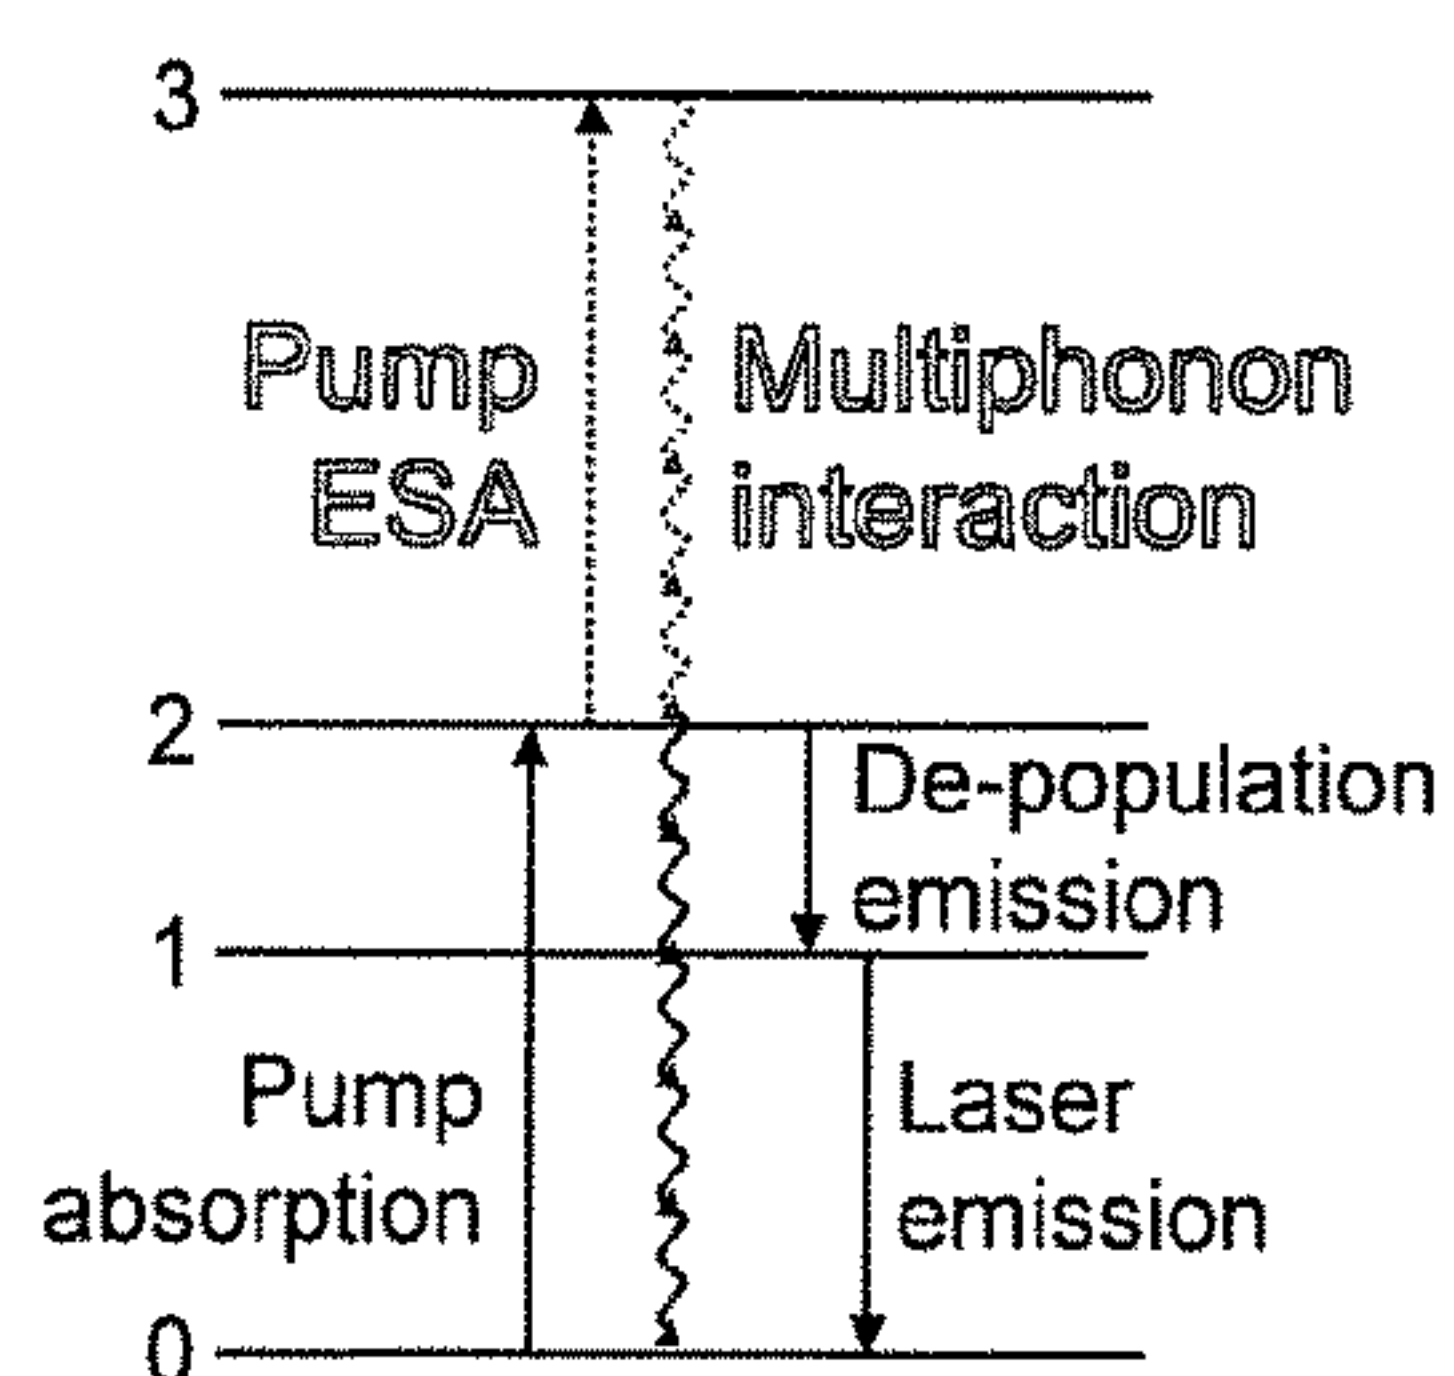 3
Pump
ESA
Multiphonon
interaction
2
De-population
emission
1
Pump
absorption
Laser
emission
0